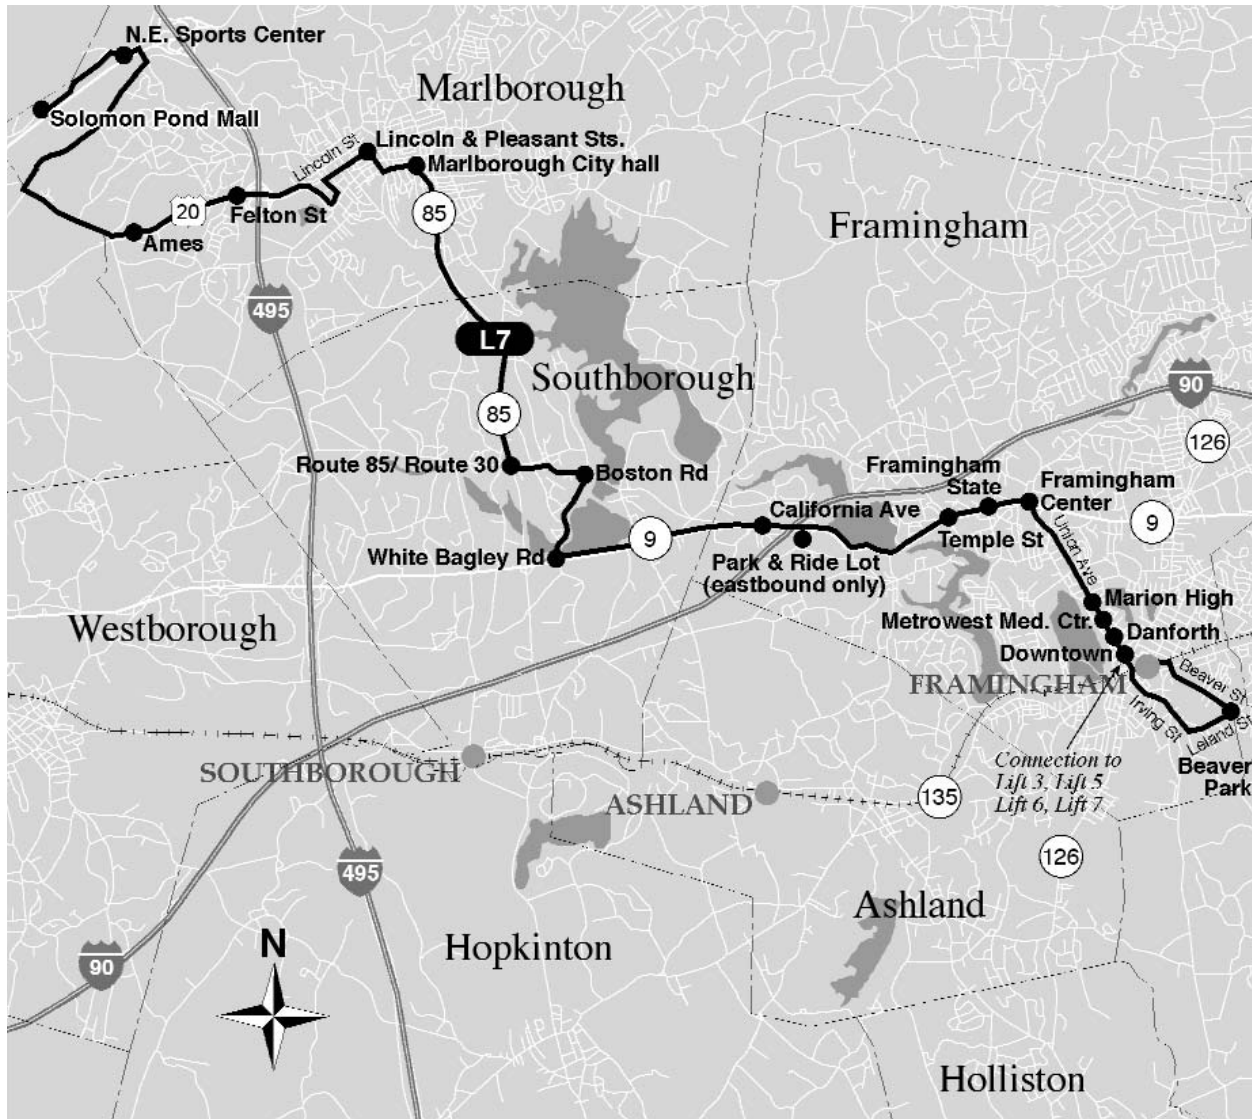 N.E. Sports Center
Marlborough
Solomon Pond Mall
Lincoln St
Lincoln & Pleasant Sts.
Marlborough City hall
20
Felton St
85
Ames
Framingham
495
L7
Southborough
90
85
126
Route 85/ Route 30
Boston Rd
Framingham
State
Framingham
Center
California Ave
9
9
Temple St
Union Ave
White Bagley Rd
Park & Ride Lot
(eastbound only)
Marion High
Metrowest Med. Ctr.
Westborough
Danforth
Downtown
FRAMINGHAM
Beaver St
Irving St
Leland St
Beaver
Park
Connection to
Lift 3, Lift 5
Lift 6, Lift 7
SOUTHBOROUGH
ASHLAND
135
126
495
Ashland
N
Hopkinton
90
Holliston